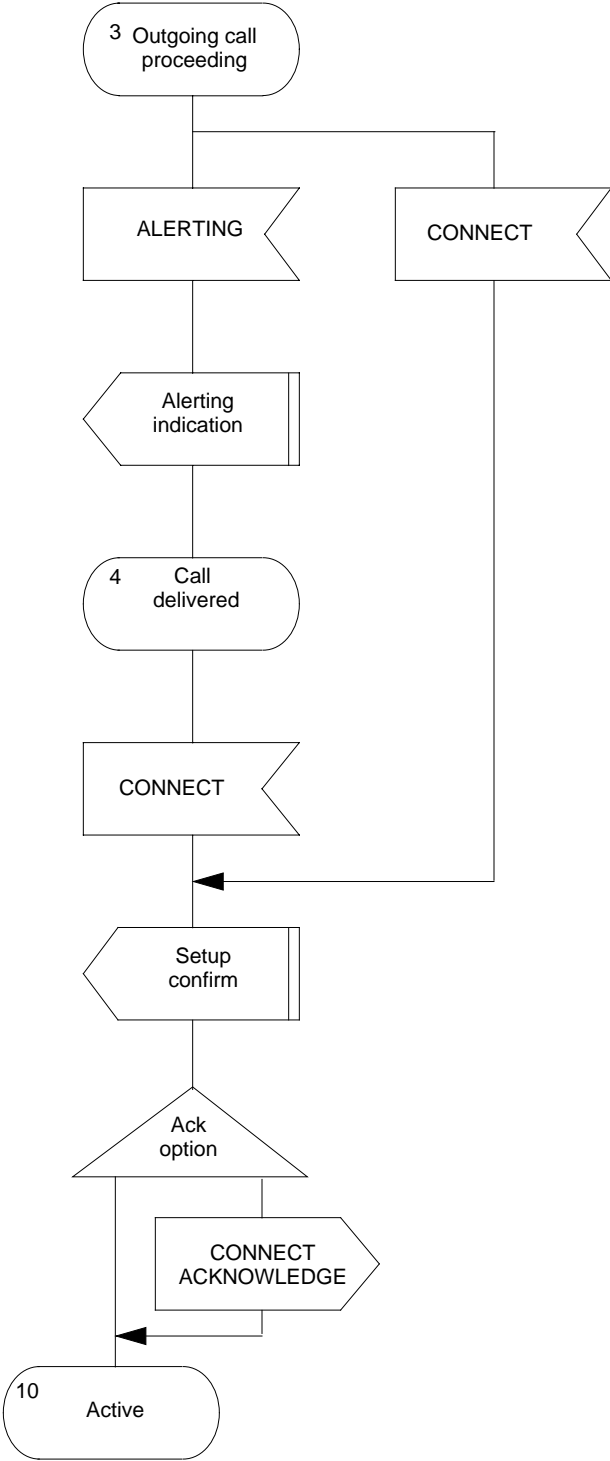 3 Outgoing call
proceeding
ALERTING
CONNECT
Alerting
indication
4 Call
delivered
CONNECT
Setup
confirm
Ack
option
CONNECT
ACKNOWLEDGE
10
Active